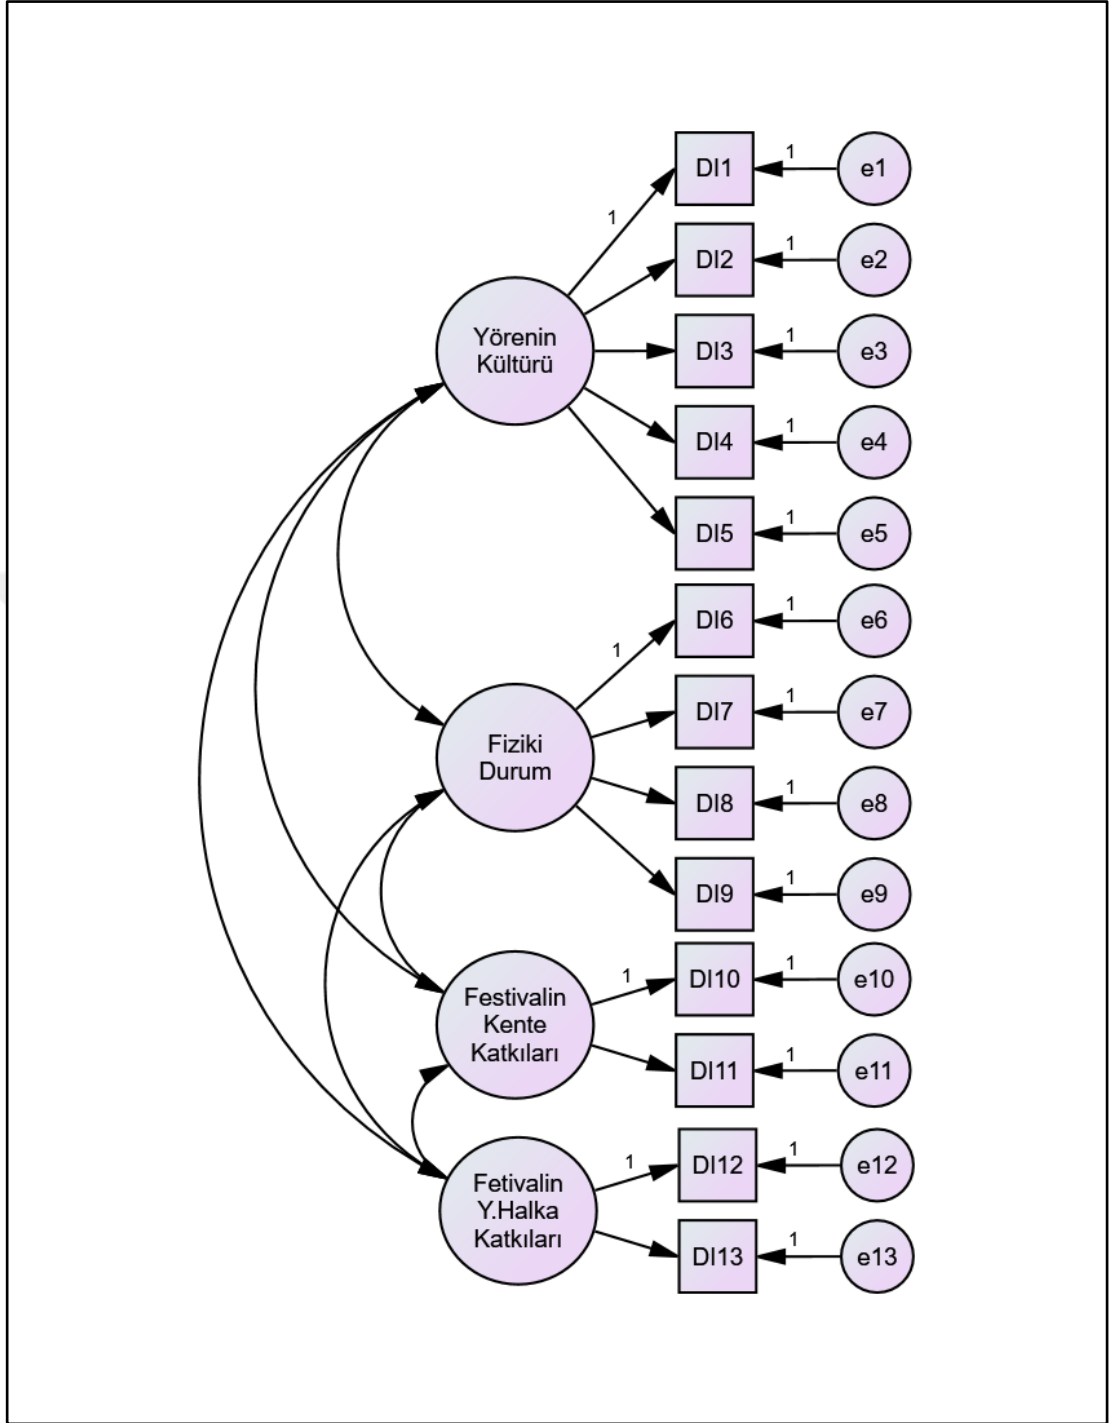 DI1
1
e1
1
DI2
1
e2
Yörenin
Kültürü
DI3
1
e3
DI4
1
e4
DI5
1
e5
DI6
1
e6
1
DI7
1
e7
Fiziki
Durum
DI8
1
e8
DI9
1
e9
Festivalin
Kente
Katkıları
1
DI10
1
e10
DI11
1
e11
Fetivalin
Y.Halka
Katkıları
1
DI12
1
e12
DI13
1
e13